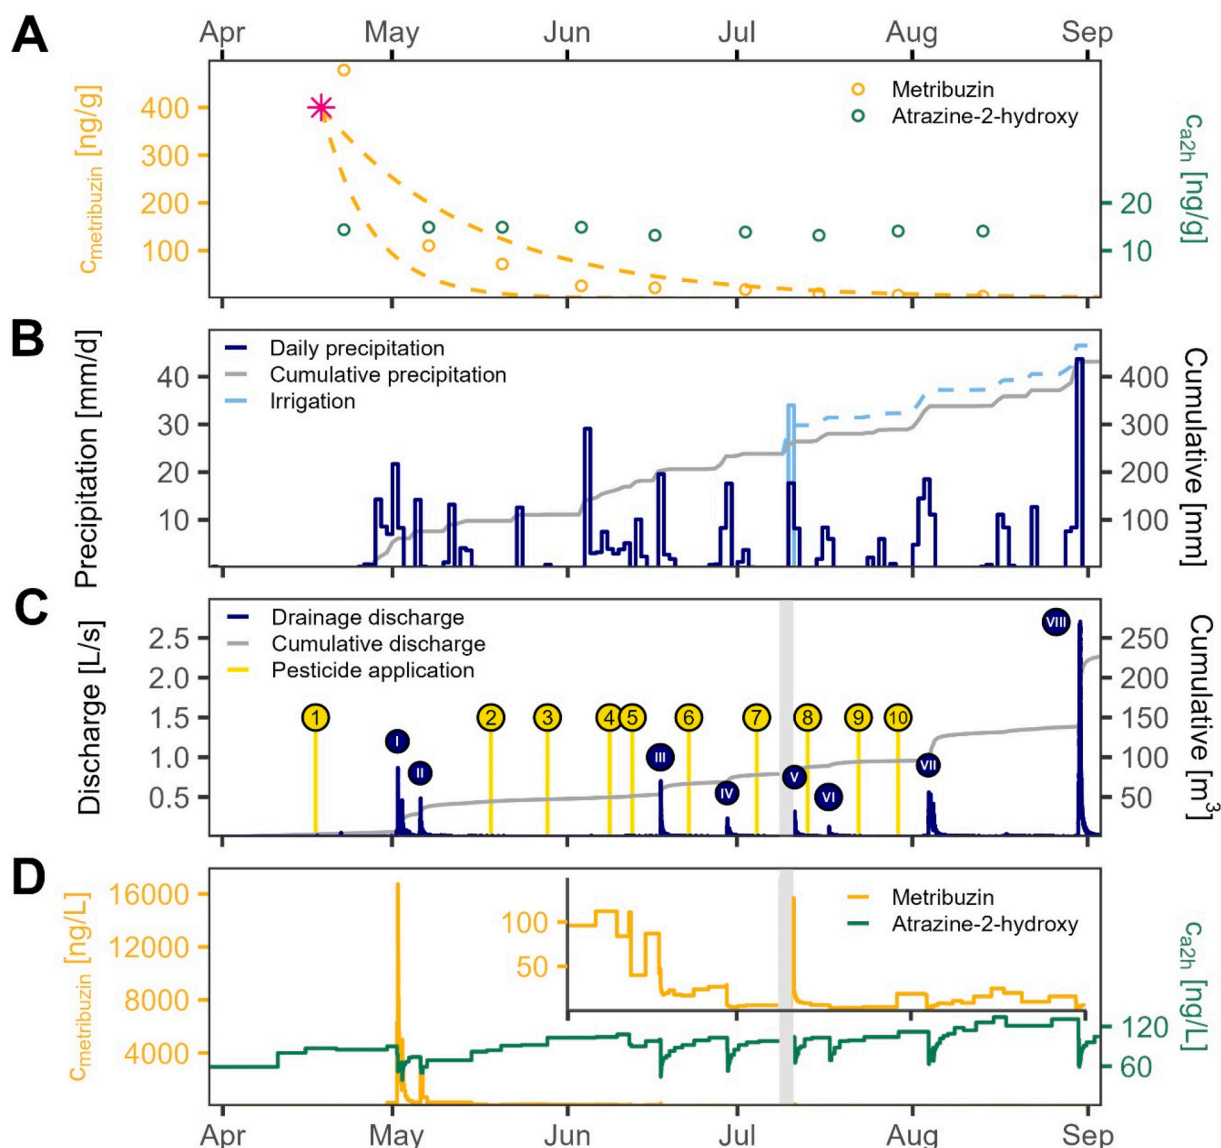 A
Apr May Jun Jul Aug Sep
c_metribuzin [ng/g]
400
300
200
100
Metribuzin
Atrazine-2-hydroxy
20
10
c_a2h [ng/g]
B
Precipitation [mm/d]
40
30
20
10
Daily precipitation
Cumulative precipitation
Irrigation
400
300
200
100
Cumulative [mm]
C
Discharge [L/s]
2.5
2.0
1.5
1.0
0.5
Drainage discharge
Cumulative discharge
Pesticide application
1 2 3 4 5 6 7 8 9 10
I II III IV V VI VII VIII
250
200
150
100
50
Cumulative [m³]
D
c_metribuzin [ng/L]
16000
12000
8000
4000
100
50
Metribuzin
Atrazine-2-hydroxy
120
60
c_a2h [ng/L]
Apr May Jun Jul Aug Sep